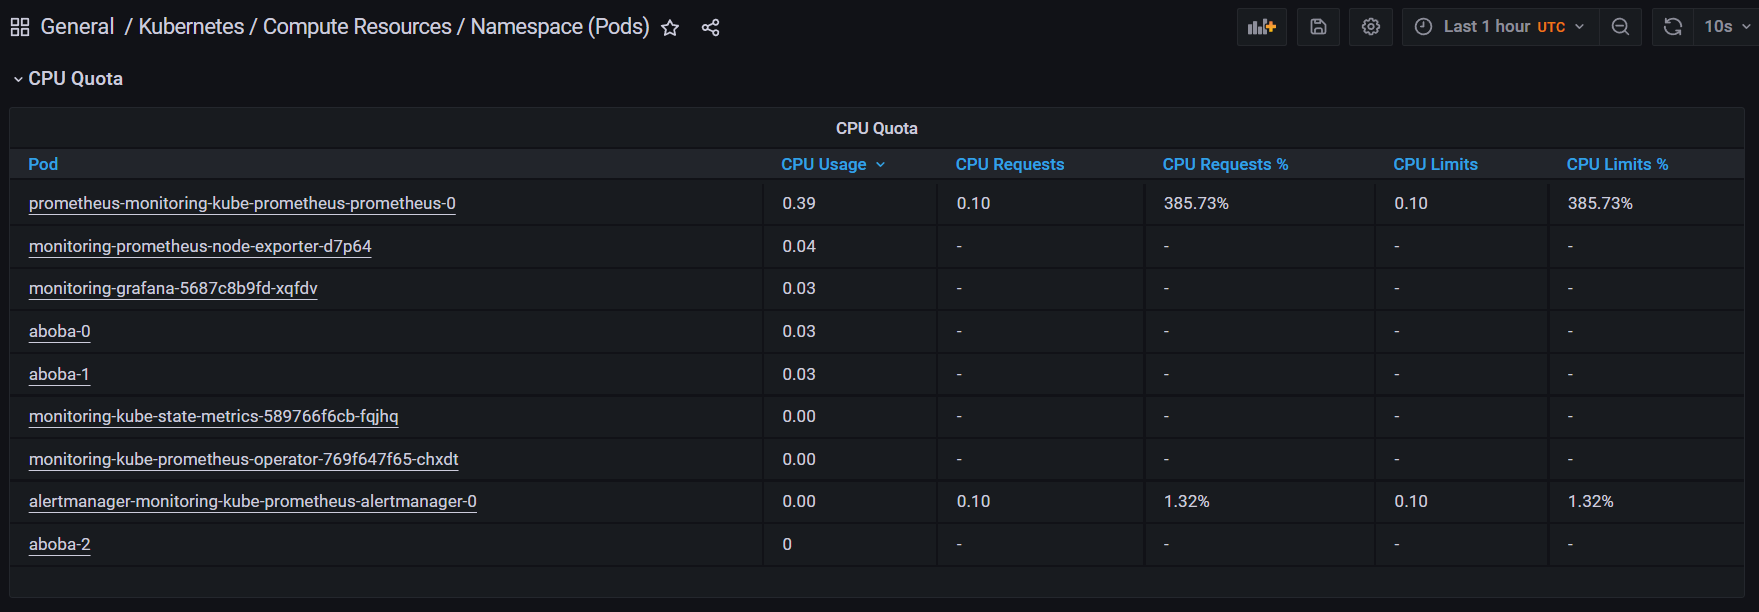 General / Kubernetes / Compute Resources / Namespace (Pods)
Last 1 hour UTC
10s
CPU Quota
CPU Quota
Pod CPU Usage CPU Requests CPU Requests % CPU Limits CPU Limits %
prometheus-monitoring-kube-prometheus-prometheus-0 0.39 0.10 385.73% 0.10 385.73%
monitoring-prometheus-node-exporter-d7p64 0.04 - - - -
monitoring-grafana-5687c8b9fd-xqfdv 0.03 - - - -
aboba-0 0.03 - - - -
aboba-1 0.03 - - - -
monitoring-kube-state-metrics-589766f6cb-fqjhq 0.00 - - - -
monitoring-kube-prometheus-operator-769f647f65-chxdt 0.00 - - - -
alertmanager-monitoring-kube-prometheus-alertmanager-0 0.00 0.10 1.32% 0.10 1.32%
aboba-2 0 - - - -